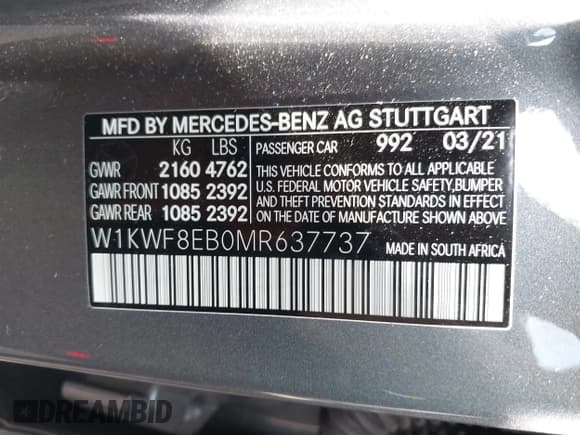 MFD BY MERCEDES-BENZ AG STUTTGART
KG LBS PASSENGER CAR 992 03/21
GVWR 2160 4762 THIS VEHICLE CONFORMS TO ALL APPLICABLE
GAWR FRONT 1085 2392 U.S. FEDERAL MOTOR VEHICLE SAFETY, BUMPER
GAWR REAR 1085 2392 AND THEFT PREVENTION STANDARDS IN EFFECT
ON THE DATE OF MANUFACTURE SHOWN ABOVE.
W1KWF8EB0MR637737 MADE IN SOUTH AFRICA
DREAMBID